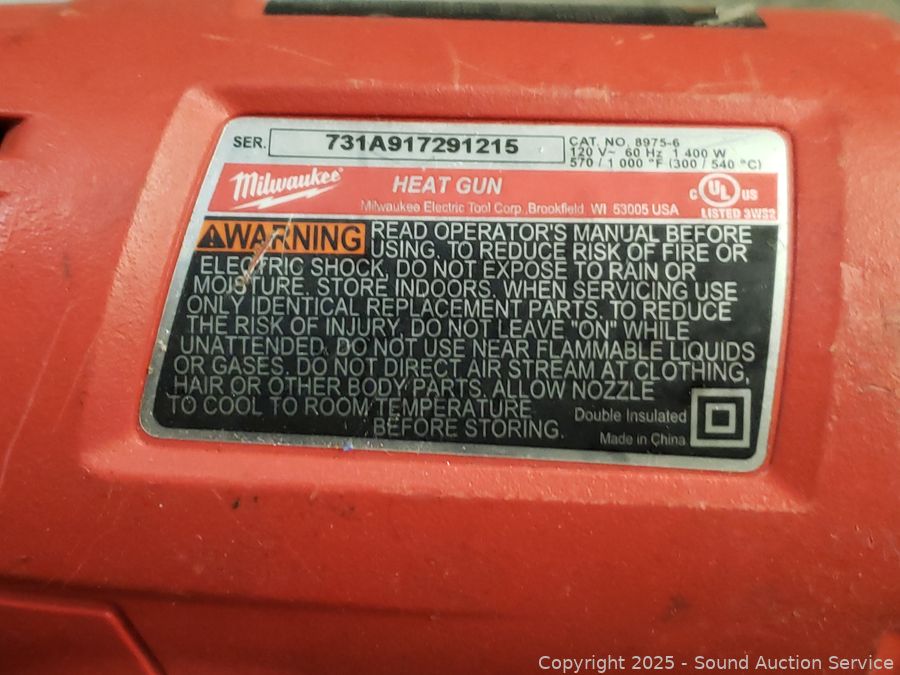 SER. 731A917291215
CAT. NO. 8975-6
120 V~ 60 Hz 1 400 W
570 / 1 000 °F (300 / 540 °C)
Milwaukee HEAT GUN
Milwaukee Electric Tool Corp. Brookfield, WI 53005 USA
C UL US
LISTED 3WS3
WARNING READ OPERATOR'S MANUAL BEFORE
USING. TO REDUCE RISK OF FIRE OR
ELECTRIC SHOCK, DO NOT EXPOSE TO RAIN OR
MOISTURE. STORE INDOORS. WHEN SERVICING USE
ONLY IDENTICAL REPLACEMENT PARTS. TO REDUCE
THE RISK OF INJURY, DO NOT LEAVE "ON" WHILE
UNATTENDED. DO NOT USE NEAR FLAMMABLE LIQUIDS
OR GASES. DO NOT DIRECT AIR STREAM AT CLOTHING,
HAIR OR OTHER BODY PARTS. ALLOW NOZZLE
TO COOL TO ROOM TEMPERATURE
BEFORE STORING.
Double Insulated
Made in China
Copyright 2025 - Sound Auction Service